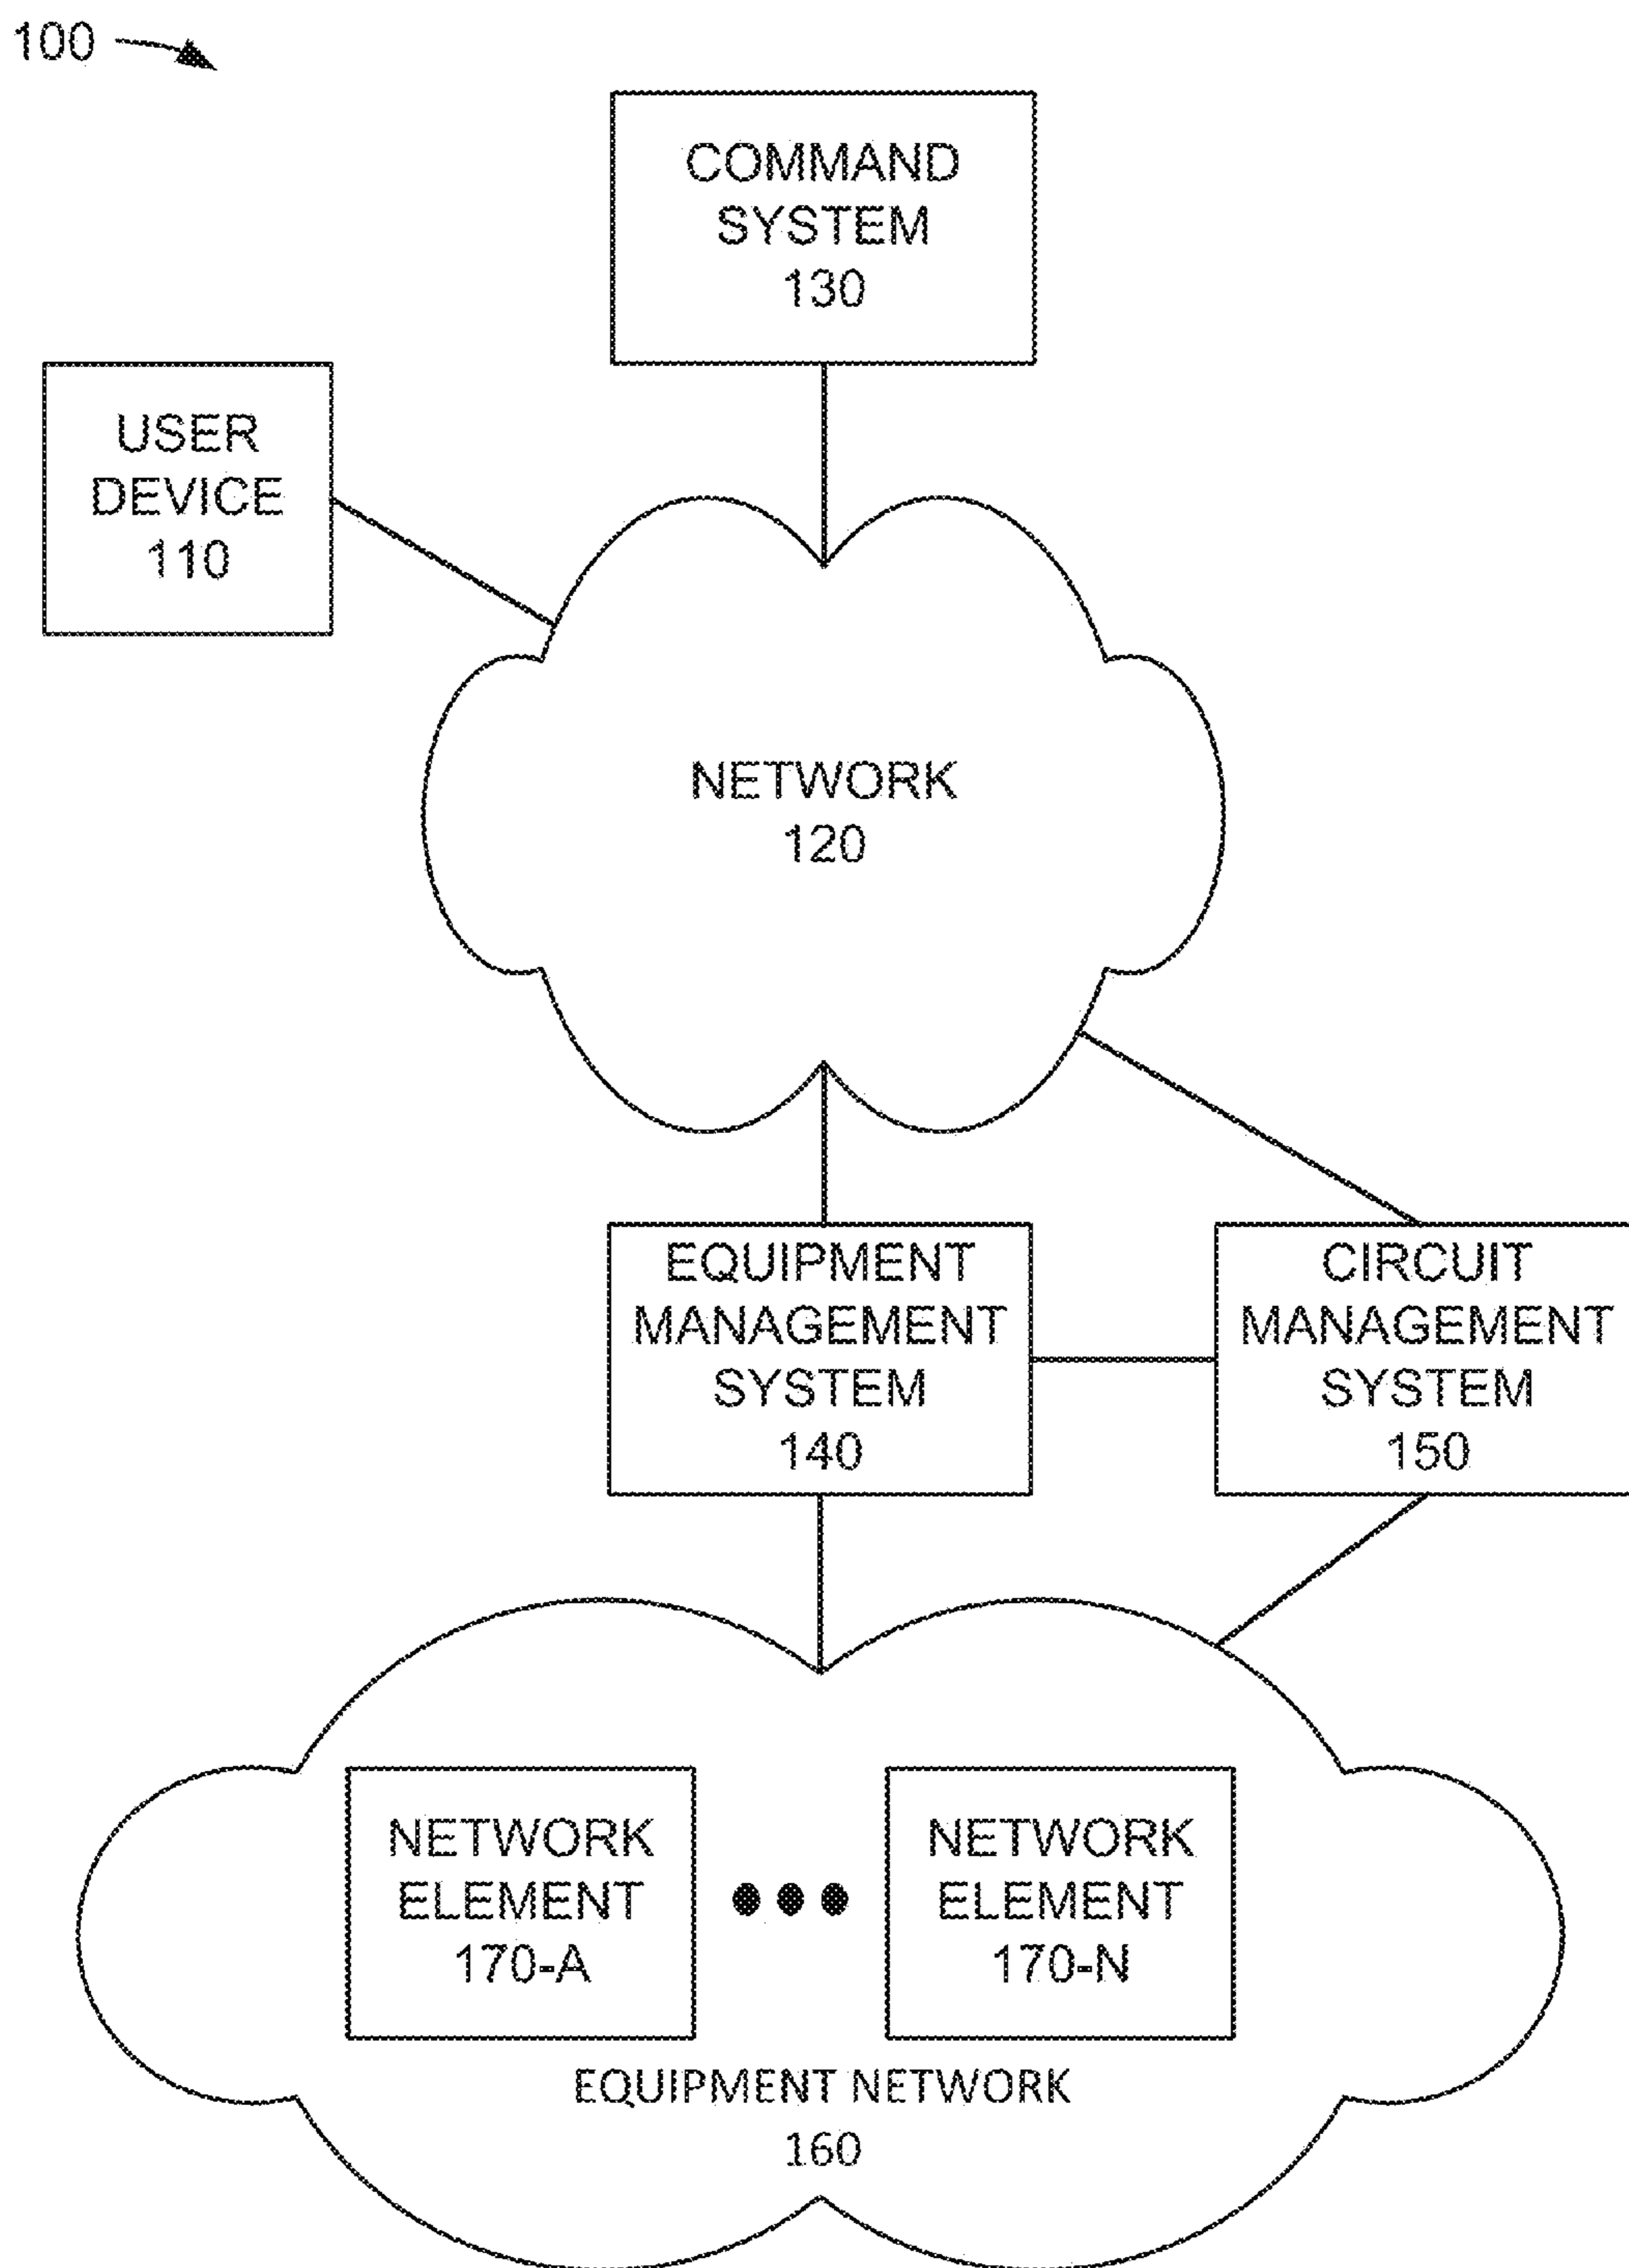 100
COMMAND
SYSTEM
130
USER
DEVICE
110
NETWORK
120
EQUIPMENT
MANAGEMENT
SYSTEM
140
CIRCUIT
MANAGEMENT
SYSTEM
150
NETWORK
ELEMENT
170-A
NETWORK
ELEMENT
170-N
EQUIPMENT NETWORK
160